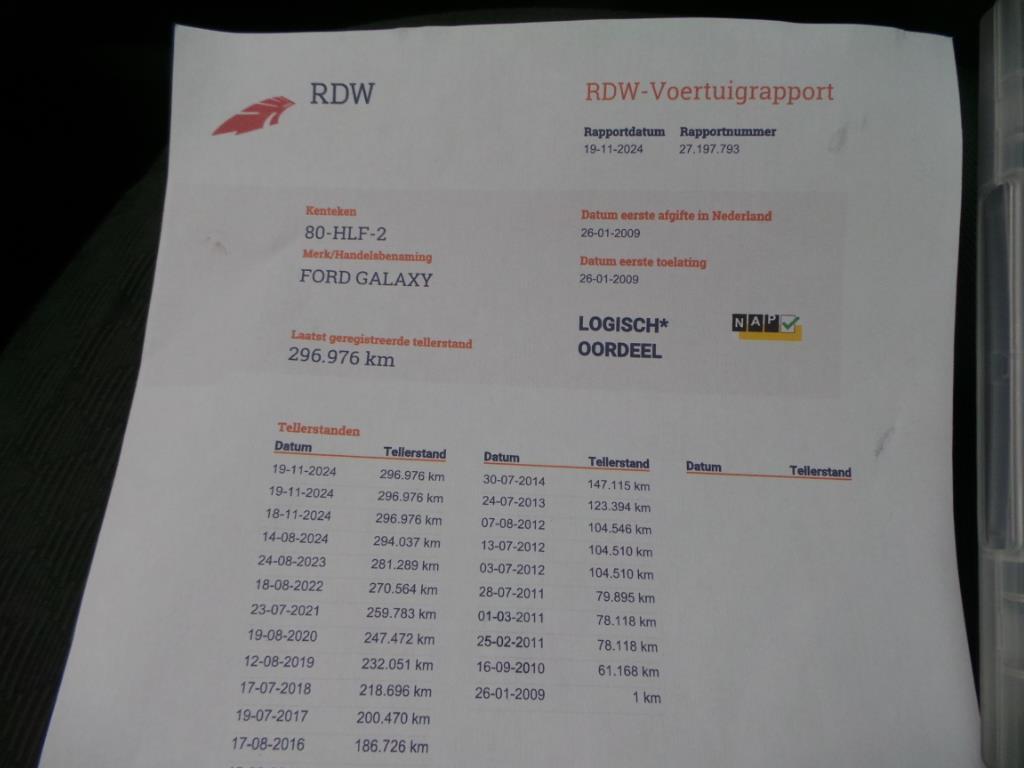 RDW
RDW-Voertuigrapport
Rapportdatum Rapportnummer
19-11-2024 27.197.793
Kenteken
80-HLF-2
Merk/Handelsbenaming
FORD GALAXY
Laatst geregistreerde tellerstand
296.976 km
Datum eerste afgifte in Nederland
26-01-2009
Datum eerste toelating
26-01-2009
LOGISCH*
OORDEEL
NAP
Tellerstanden
Datum Tellerstand
19-11-2024 296.976 km
19-11-2024 296.976 km
18-11-2024 296.976 km
14-08-2024 294.037 km
24-08-2023 281.289 km
18-08-2022 270.564 km
23-07-2021 259.783 km
19-08-2020 247.472 km
12-08-2019 232.051 km
17-07-2018 218.696 km
19-07-2017 200.470 km
17-08-2016 186.726 km
Datum Tellerstand
30-07-2014 147.115 km
24-07-2013 123.394 km
07-08-2012 104.546 km
13-07-2012 104.510 km
03-07-2012 104.510 km
28-07-2011 79.895 km
01-03-2011 78.118 km
25-02-2011 78.118 km
16-09-2010 61.168 km
26-01-2009 1 km
Datum Tellerstand